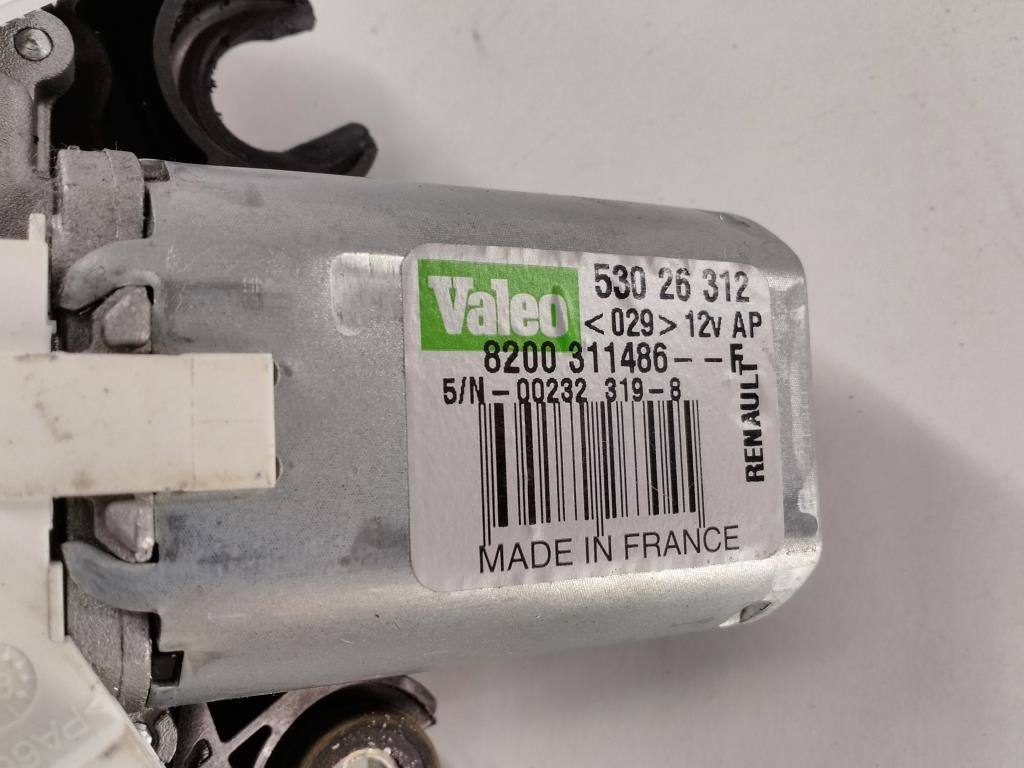 Valeo
530 26 312
<029> 12v AP
8200 311486--F
S/N-00232 319-8
RENAULT
MADE IN FRANCE